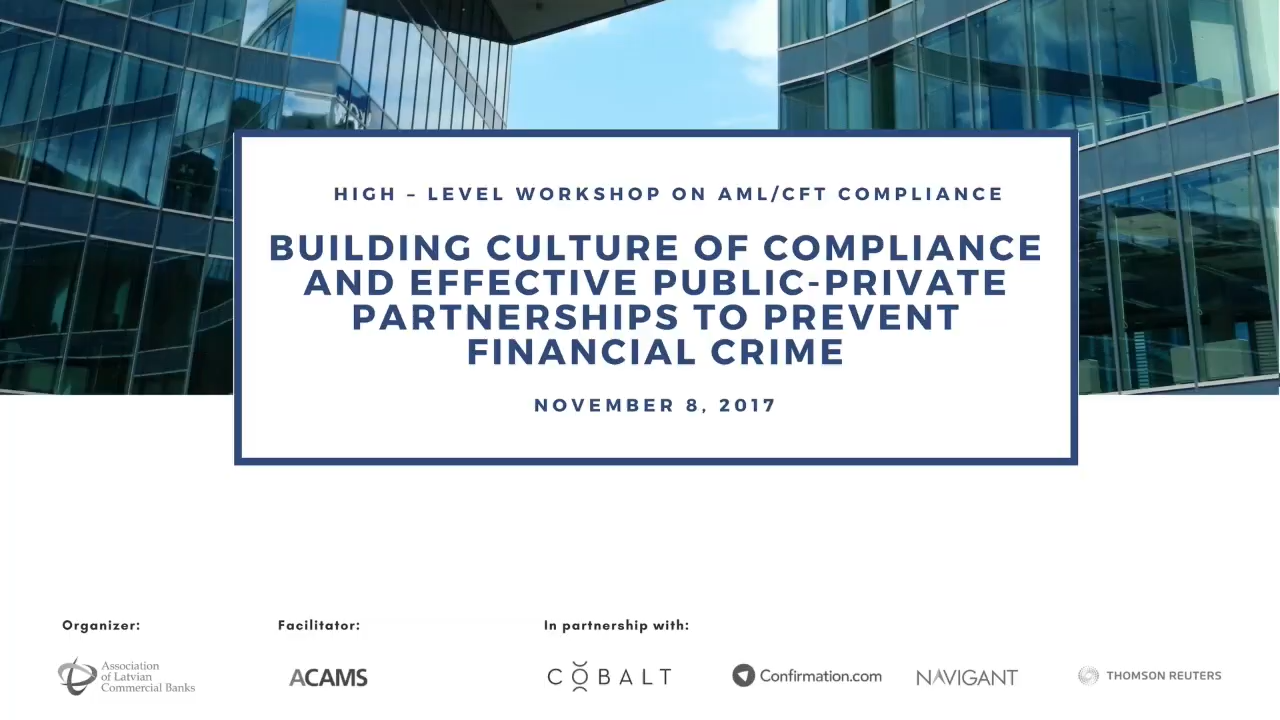 HIGH – LEVEL WORKSHOP ON AML/CFT COMPLIANCE
BUILDING CULTURE OF COMPLIANCE
AND EFFECTIVE PUBLIC-PRIVATE
PARTNERSHIPS TO PREVENT
FINANCIAL CRIME
NOVEMBER 8, 2017
Organizer:
Facilitator:
In partnership with:
Association
of Latvian
Commercial Banks
ACAMS
COBALT
Confirmation.com
NAVIGANT
THOMSON REUTERS